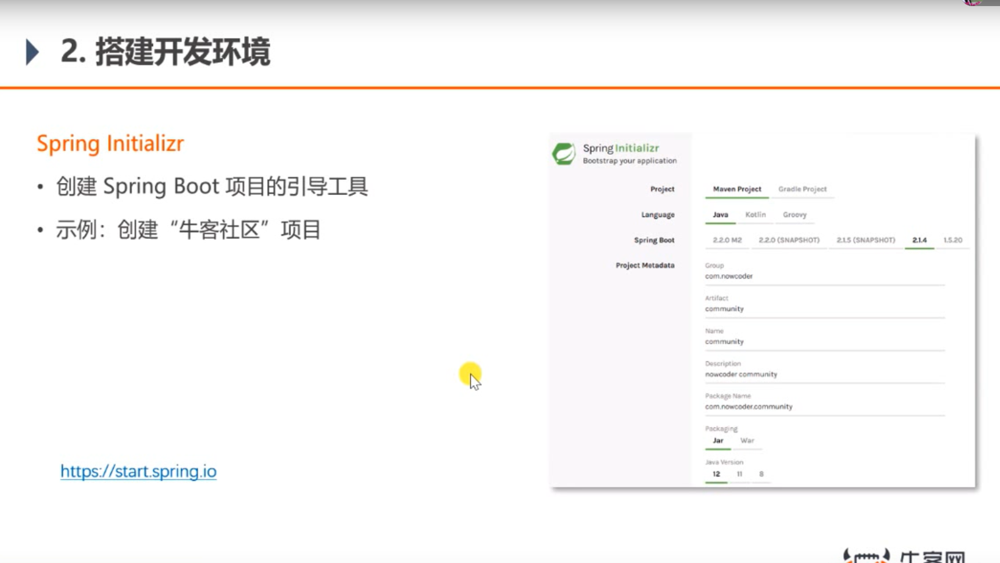 2. 搭建开发环境
Spring Initializr
• 创建 Spring Boot 项目的引导工具
• 示例：创建“牛客社区”项目
https://start.spring.io
Spring Initializr
Bootstrap your application
Project
Maven Project Gradle Project
Language
Java Kotlin Groovy
Spring Boot
2.2.0 M2 2.2.0 (SNAPSHOT) 2.1.5 (SNAPSHOT) 2.1.4 1.5.20
Project Metadata
Group
com.nowcoder
Artifact
community
Name
community
Description
nowcoder community
Package Name
com.nowcoder.community
Packaging
Jar War
Java Version
12 11 8
牛客网